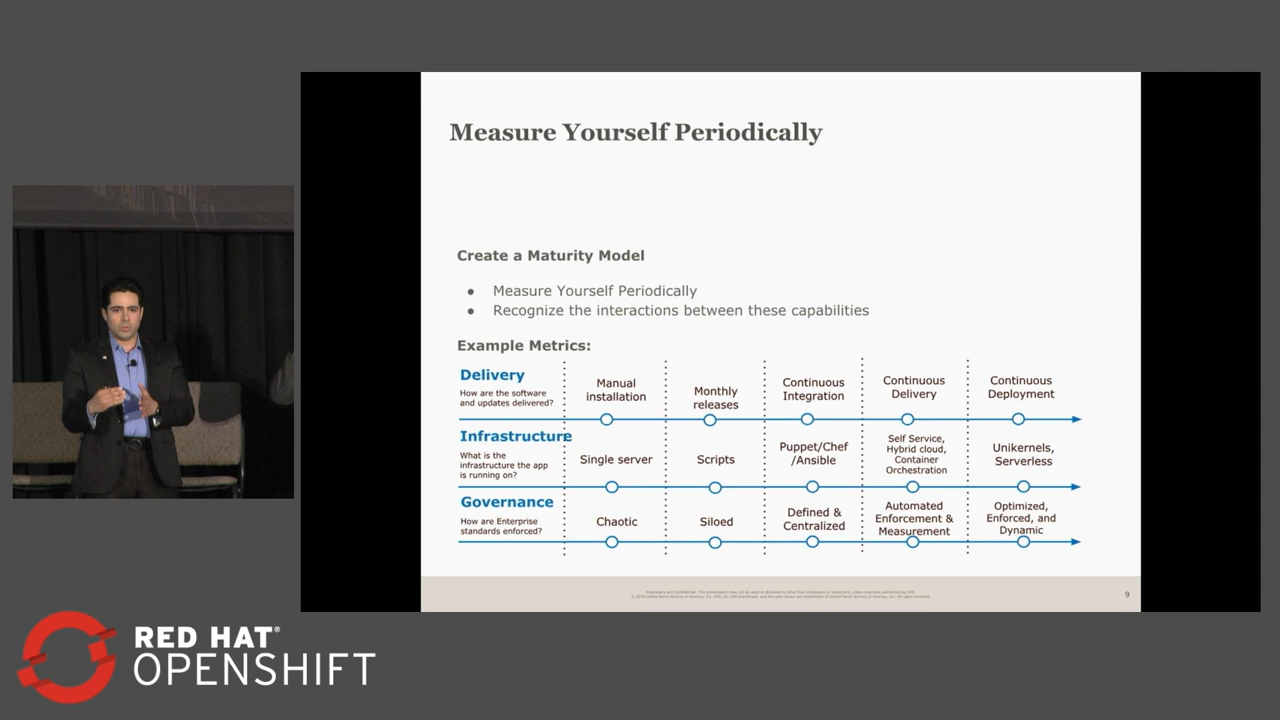 Measure Yourself Periodically
Create a Maturity Model
● Measure Yourself Periodically
● Recognize the interactions between these capabilities
Example Metrics:
Delivery
How are the software
and updates delivered?
Manual
installation
Monthly
releases
Continuous
Integration
Continuous
Delivery
Continuous
Deployment
Infrastructure
What is the
infrastructure the app
is running on?
Single server
Scripts
Puppet/Chef
/Ansible
Self Service,
Hybrid cloud,
Container
Orchestration
Unikernels,
Serverless
Governance
How are Enterprise
standards enforced?
Chaotic
Siloed
Defined &
Centralized
Automated
Enforcement &
Measurement
Optimized,
Enforced, and
Dynamic
9
RED HAT®
OPENSHIFT